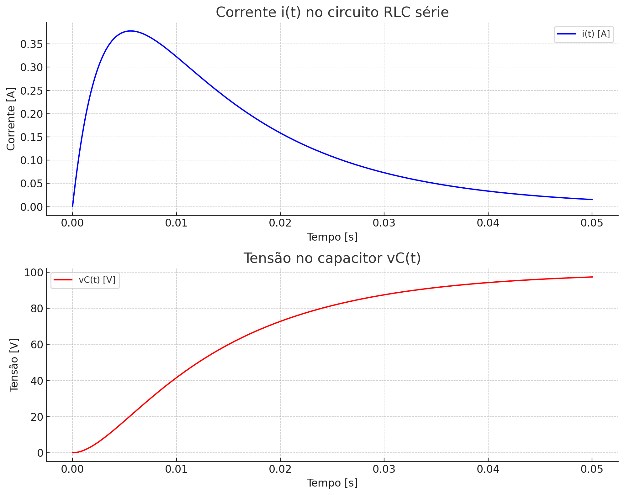 Corrente i(t) no circuito RLC série
i(t) [A]
Corrente [A]
0.35
0.30
0.25
0.20
0.15
0.10
0.05
0.00
0.00 0.01 0.02 0.03 0.04 0.05
Tempo [s]
Tensão no capacitor vC(t)
vC(t) [V]
Tensão [V]
100
80
60
40
20
0
0.00 0.01 0.02 0.03 0.04 0.05
Tempo [s]